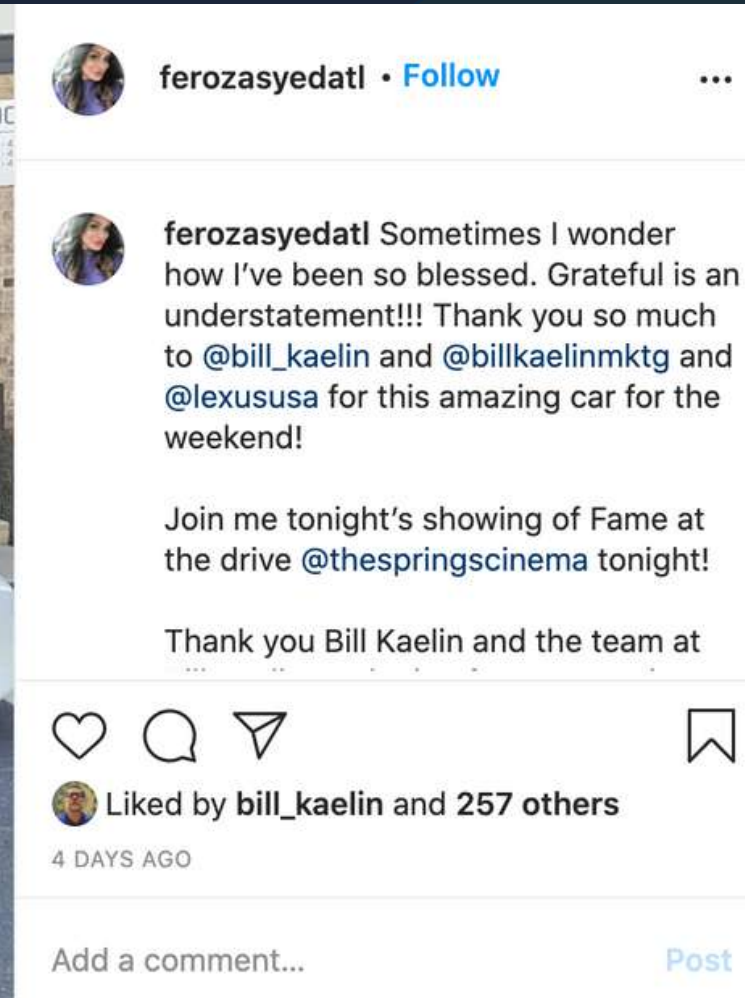 ferozasyedatl • Follow
ferozasyedatl Sometimes I wonder
how I've been so blessed. Grateful is an
understatement!!! Thank you so much
to @bill_kaelin and @billkaelinmktg and
@lexususa for this amazing car for the
weekend!
Join me tonight's showing of Fame at
the drive @thespringscinema tonight!
Thank you Bill Kaelin and the team at
Liked by bill_kaelin and 257 others
4 DAYS AGO
Add a comment...
Post